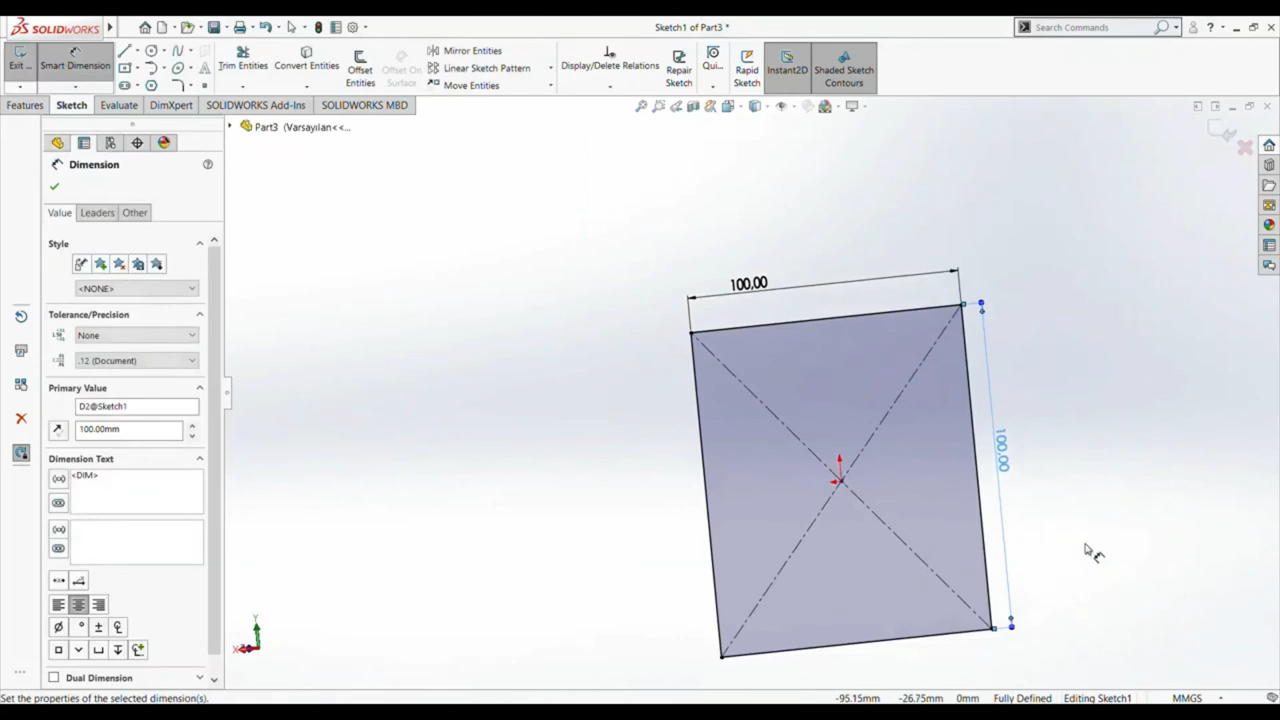 SOLIDWORKS
Sketch1 of Part3 *
Search Commands
?
Exit ...
Smart Dimension
Trim Entities
Convert Entities
Offset Entities
Offset On Surface
Mirror Entities
Linear Sketch Pattern
Move Entities
Display/Delete Relations
Repair Sketch
Qui...
Rapid Sketch
Instant2D
Shaded Sketch Contours
Features
Sketch
Evaluate
DimXpert
SOLIDWORKS Add-Ins
SOLIDWORKS MBD
Part3 (Varsayılan<<...
Dimension
Value
Leaders
Other
Style
<NONE>
Tolerance/Precision
None
.12 (Document)
Primary Value
D2@Sketch1
100.00mm
Dimension Text
<DIM>
Dual Dimension
100,00
100,00
Y
X
Set the properties of the selected dimension(s).
-95.15mm
-26.75mm
0mm
Fully Defined
Editing Sketch1
MMGS